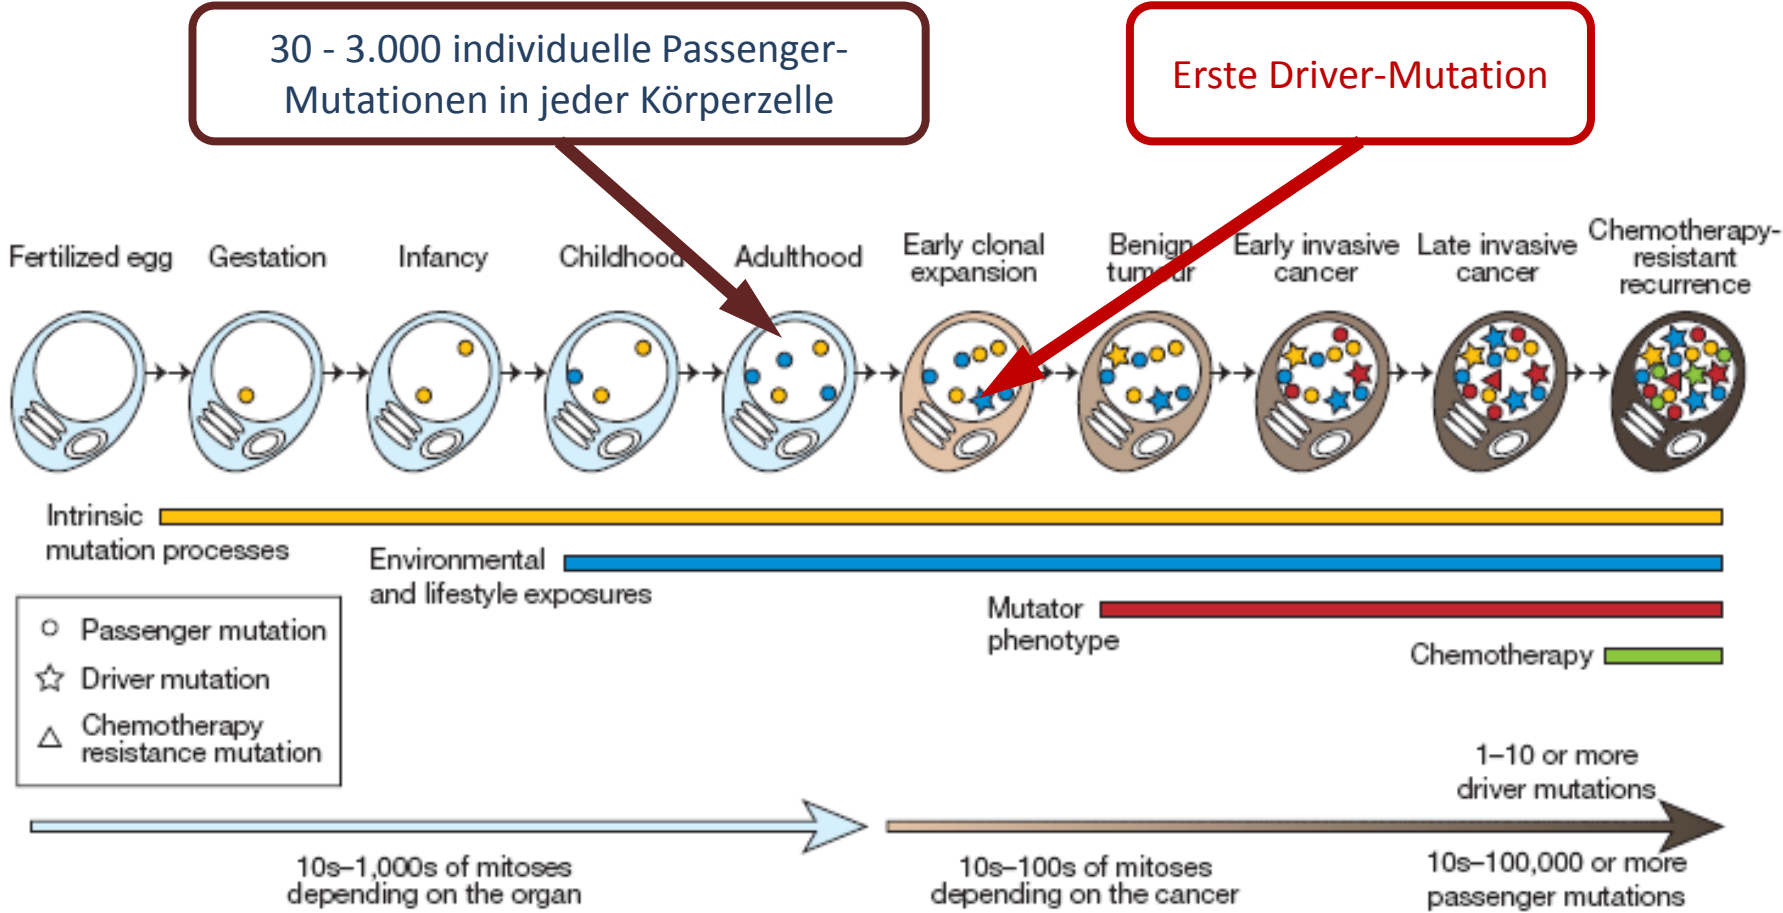 30 - 3.000 individuelle Passenger-
Mutationen in jeder Körperzelle
Erste Driver-Mutation
Fertilized egg
Gestation
Infancy
Childhood
Adulthood
Early clonal
expansion
Benign
tumour
Early invasive
cancer
Late invasive
cancer
Chemotherapy-
resistant
recurrence
Intrinsic
mutation processes
Environmental
and lifestyle exposures
Mutator
phenotype
Chemotherapy
Passenger mutation
Driver mutation
Chemotherapy
resistance mutation
1–10 or more
driver mutations
10s–1,000s of mitoses
depending on the organ
10s–100s of mitoses
depending on the cancer
10s–100,000 or more
passenger mutations